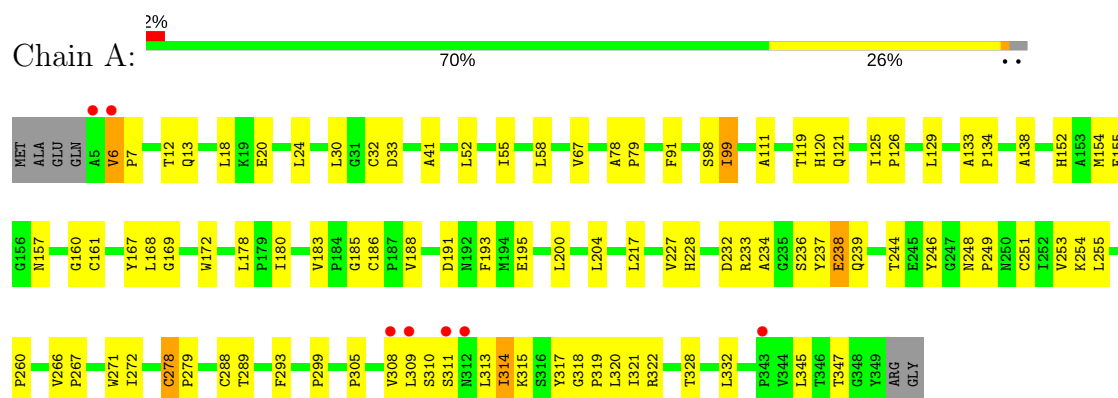 2%
Chain A:
70% 26% • •
MET ALA GLU GLN A5 V6 P7 T12 Q13 L18 K19 E20 L24 L30 G31 C32 D33 A41 L52 I55 L58 V67 A78 P79 F91 S98 I99 A111 T119 H120 Q121 I125 P126 L129 A133 P134 A138 H152 A153 M154 E155
G156 N157 G160 C161 Y167 L168 G169 W172 L178 P179 I180 V183 P184 G185 C186 P187 V188 D191 N192 F193 M194 E195 L200 L204 L217 V227 H228 D232 R233 A234 G235 S236 Y237 E238 Q239 T244 E245 Y246 G247 N248 P249 N250 C251 I252 V253 K254 L255
P260 V266 P267 W271 I272 C278 P279 C288 T289 F293 P299 P305 V308 L309 S310 S311 N312 L313 I314 K315 S316 Y317 G318 P319 L320 I321 R322 T328 L332 P343 V344 L345 T346 T347 G348 Y349 ARG GLY